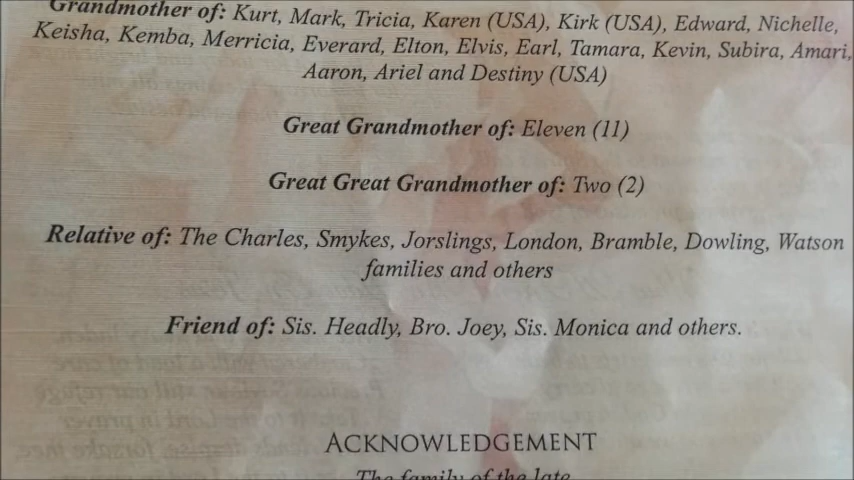 Grandmother of: Kurt, Mark, Tricia, Karen (USA), Kirk (USA), Edward, Nichelle,
Keisha, Kemba, Merricia, Everard, Elton, Elvis, Earl, Tamara, Kevin, Subira, Amari,
Aaron, Ariel and Destiny (USA)
Great Grandmother of: Eleven (11)
Great Great Grandmother of: Two (2)
Relative of: The Charles, Smykes, Jorslings, London, Bramble, Dowling, Watson
families and others
Friend of: Sis. Headly, Bro. Joey, Sis. Monica and others.
ACKNOWLEDGEMENT
The family of the late